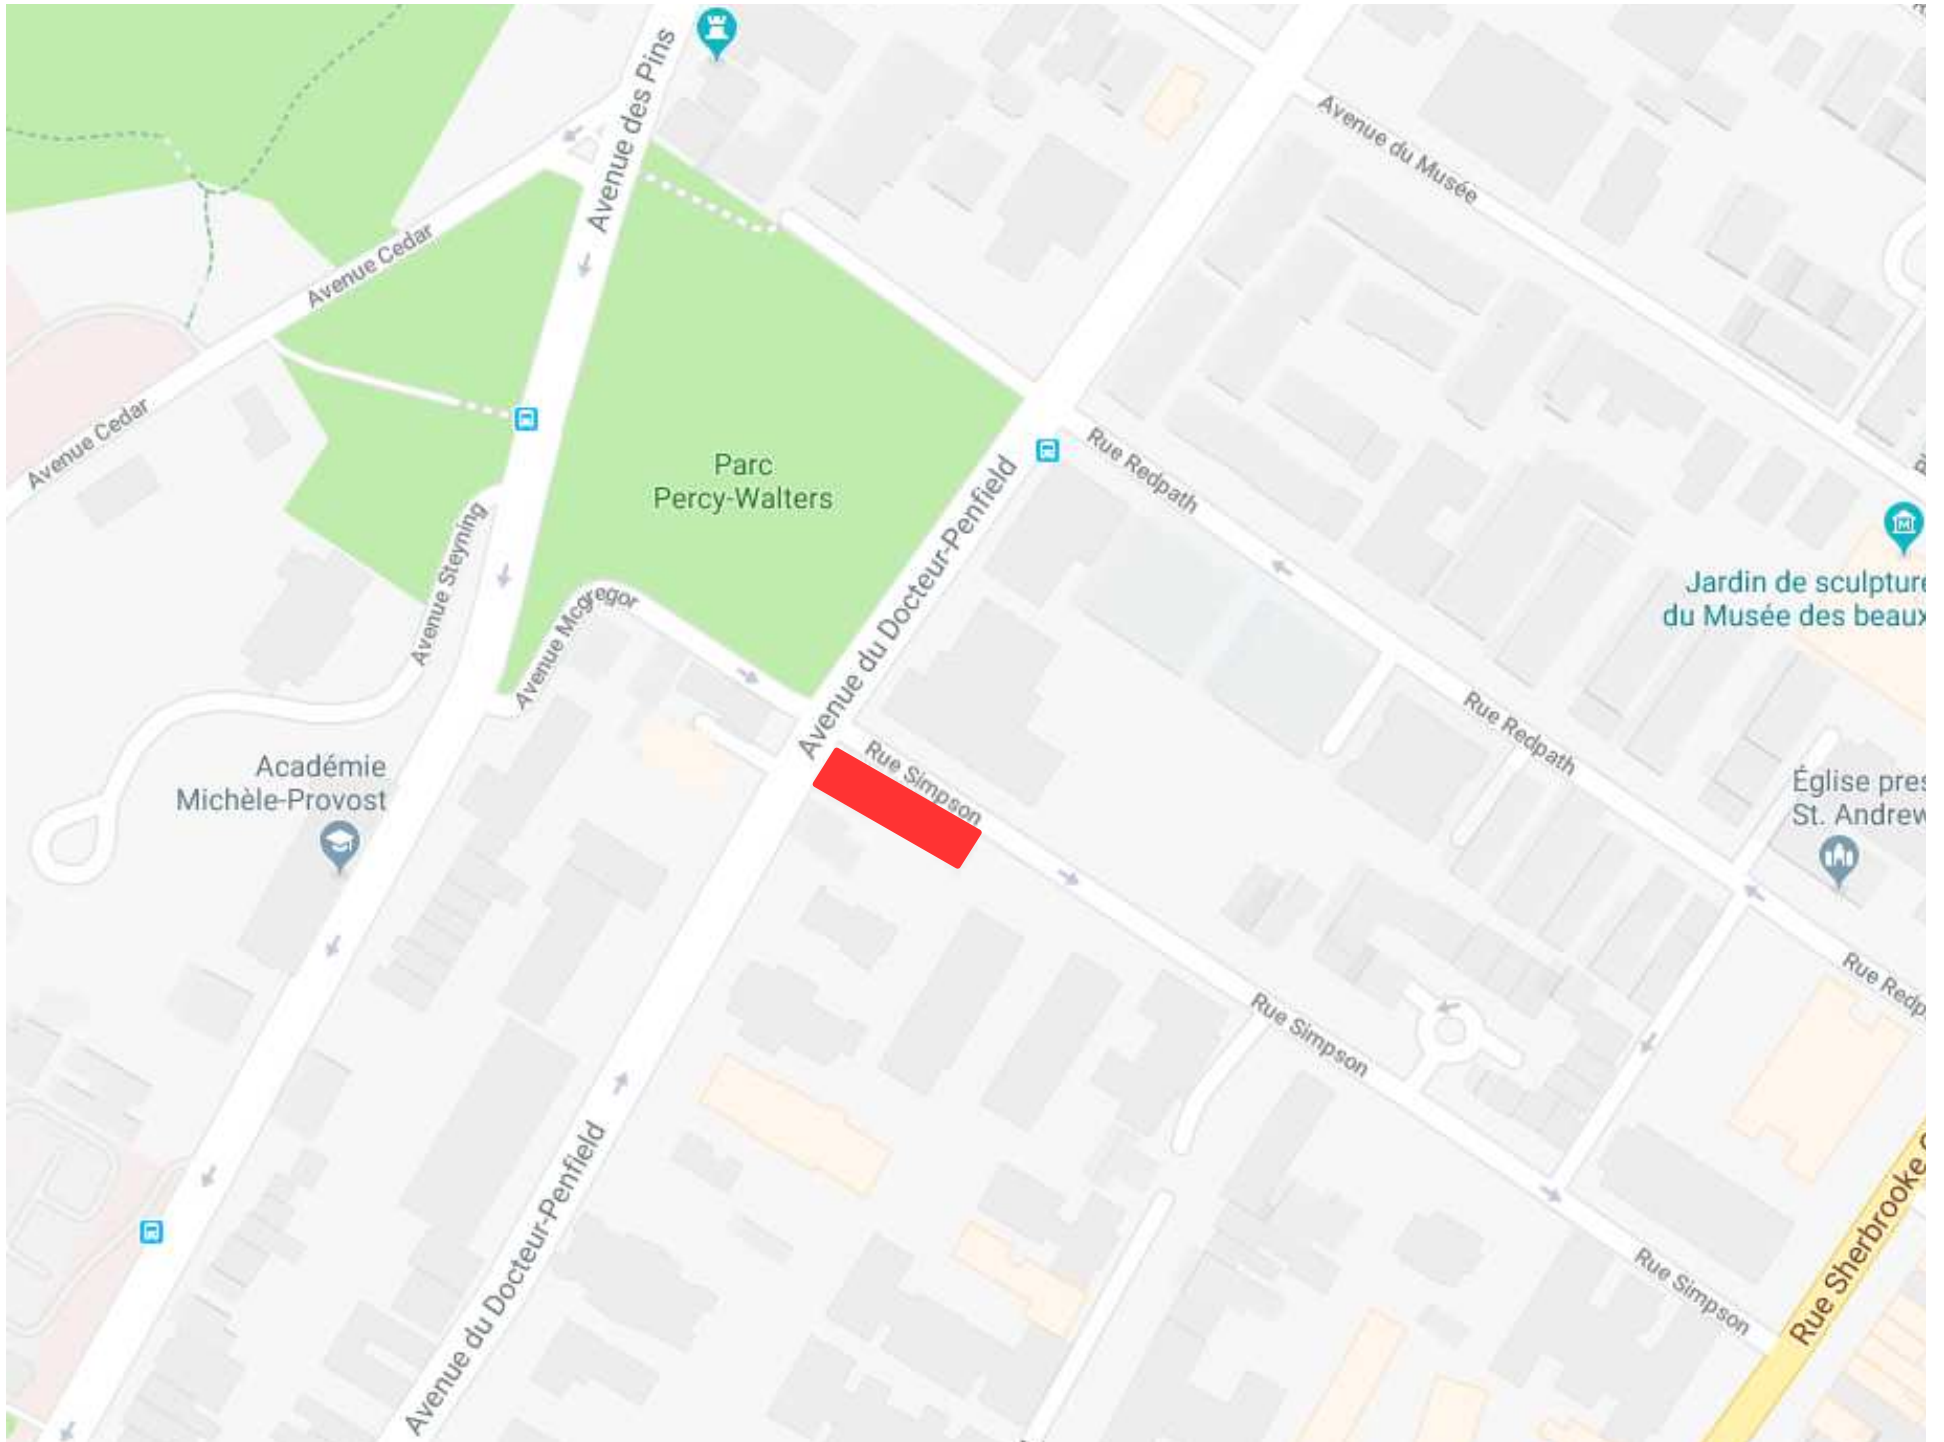 Avenue des Pins
Avenue du Musée
Avenue Cedar
Avenue Cedar
Parc
Percy-Walters
Rue Redpath
Avenue du Docteur-Penfield
Avenue Steyning
Avenue Mcgregor
Jardin de sculpture
du Musée des beaux
Rue Redpath
Académie
Michèle-Provost
Rue Simpson
Église pres
St. Andrew
Rue Redp
Rue Simpson
Avenue du Docteur-Penfield
Rue Simpson
Rue Sherbrooke